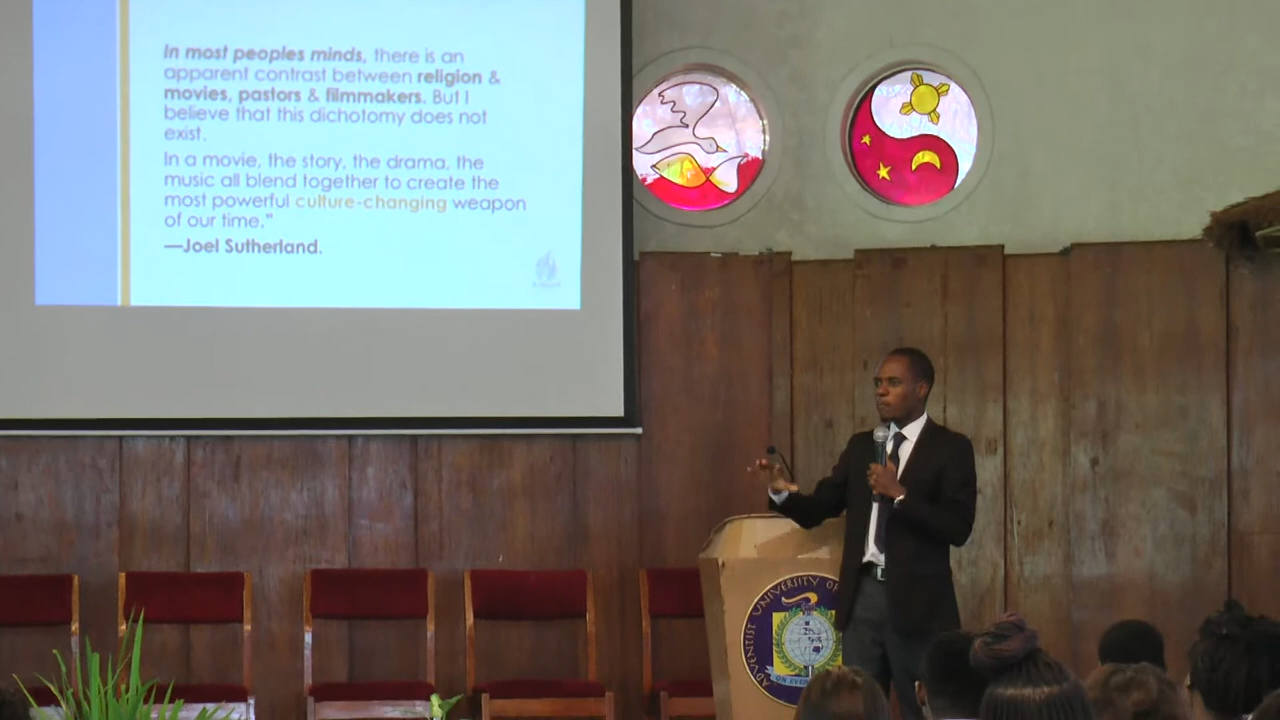 In most peoples minds, there is an
apparent contrast between religion &
movies, pastors & filmmakers. But I
believe that this dichotomy does not
exist.
In a movie, the story, the drama, the
music all blend together to create the
most powerful culture-changing weapon
of our time."
—Joel Sutherland.
ADVENTIST UNIVERSITY OF
ON EVER